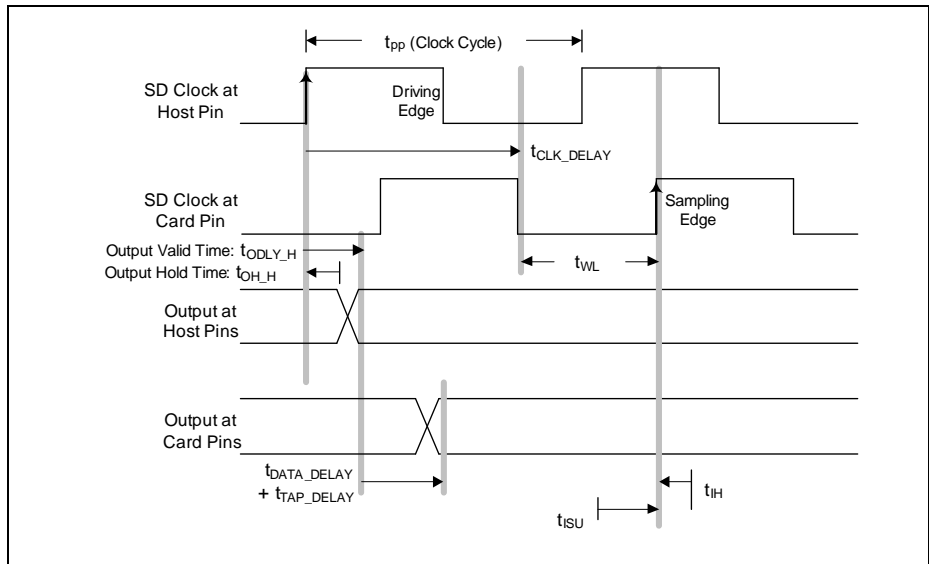 tpp (Clock Cycle)
SD Clock at
Host Pin
Driving
Edge
tCLK_DELAY
SD Clock at
Card Pin
Sampling
Edge
Output Valid Time: tODLY_H
Output Hold Time: tOH_H
tWL
Output at
Host Pins
Output at
Card Pins
tDATA_DELAY
+ tTAP_DELAY
tIH
tISU